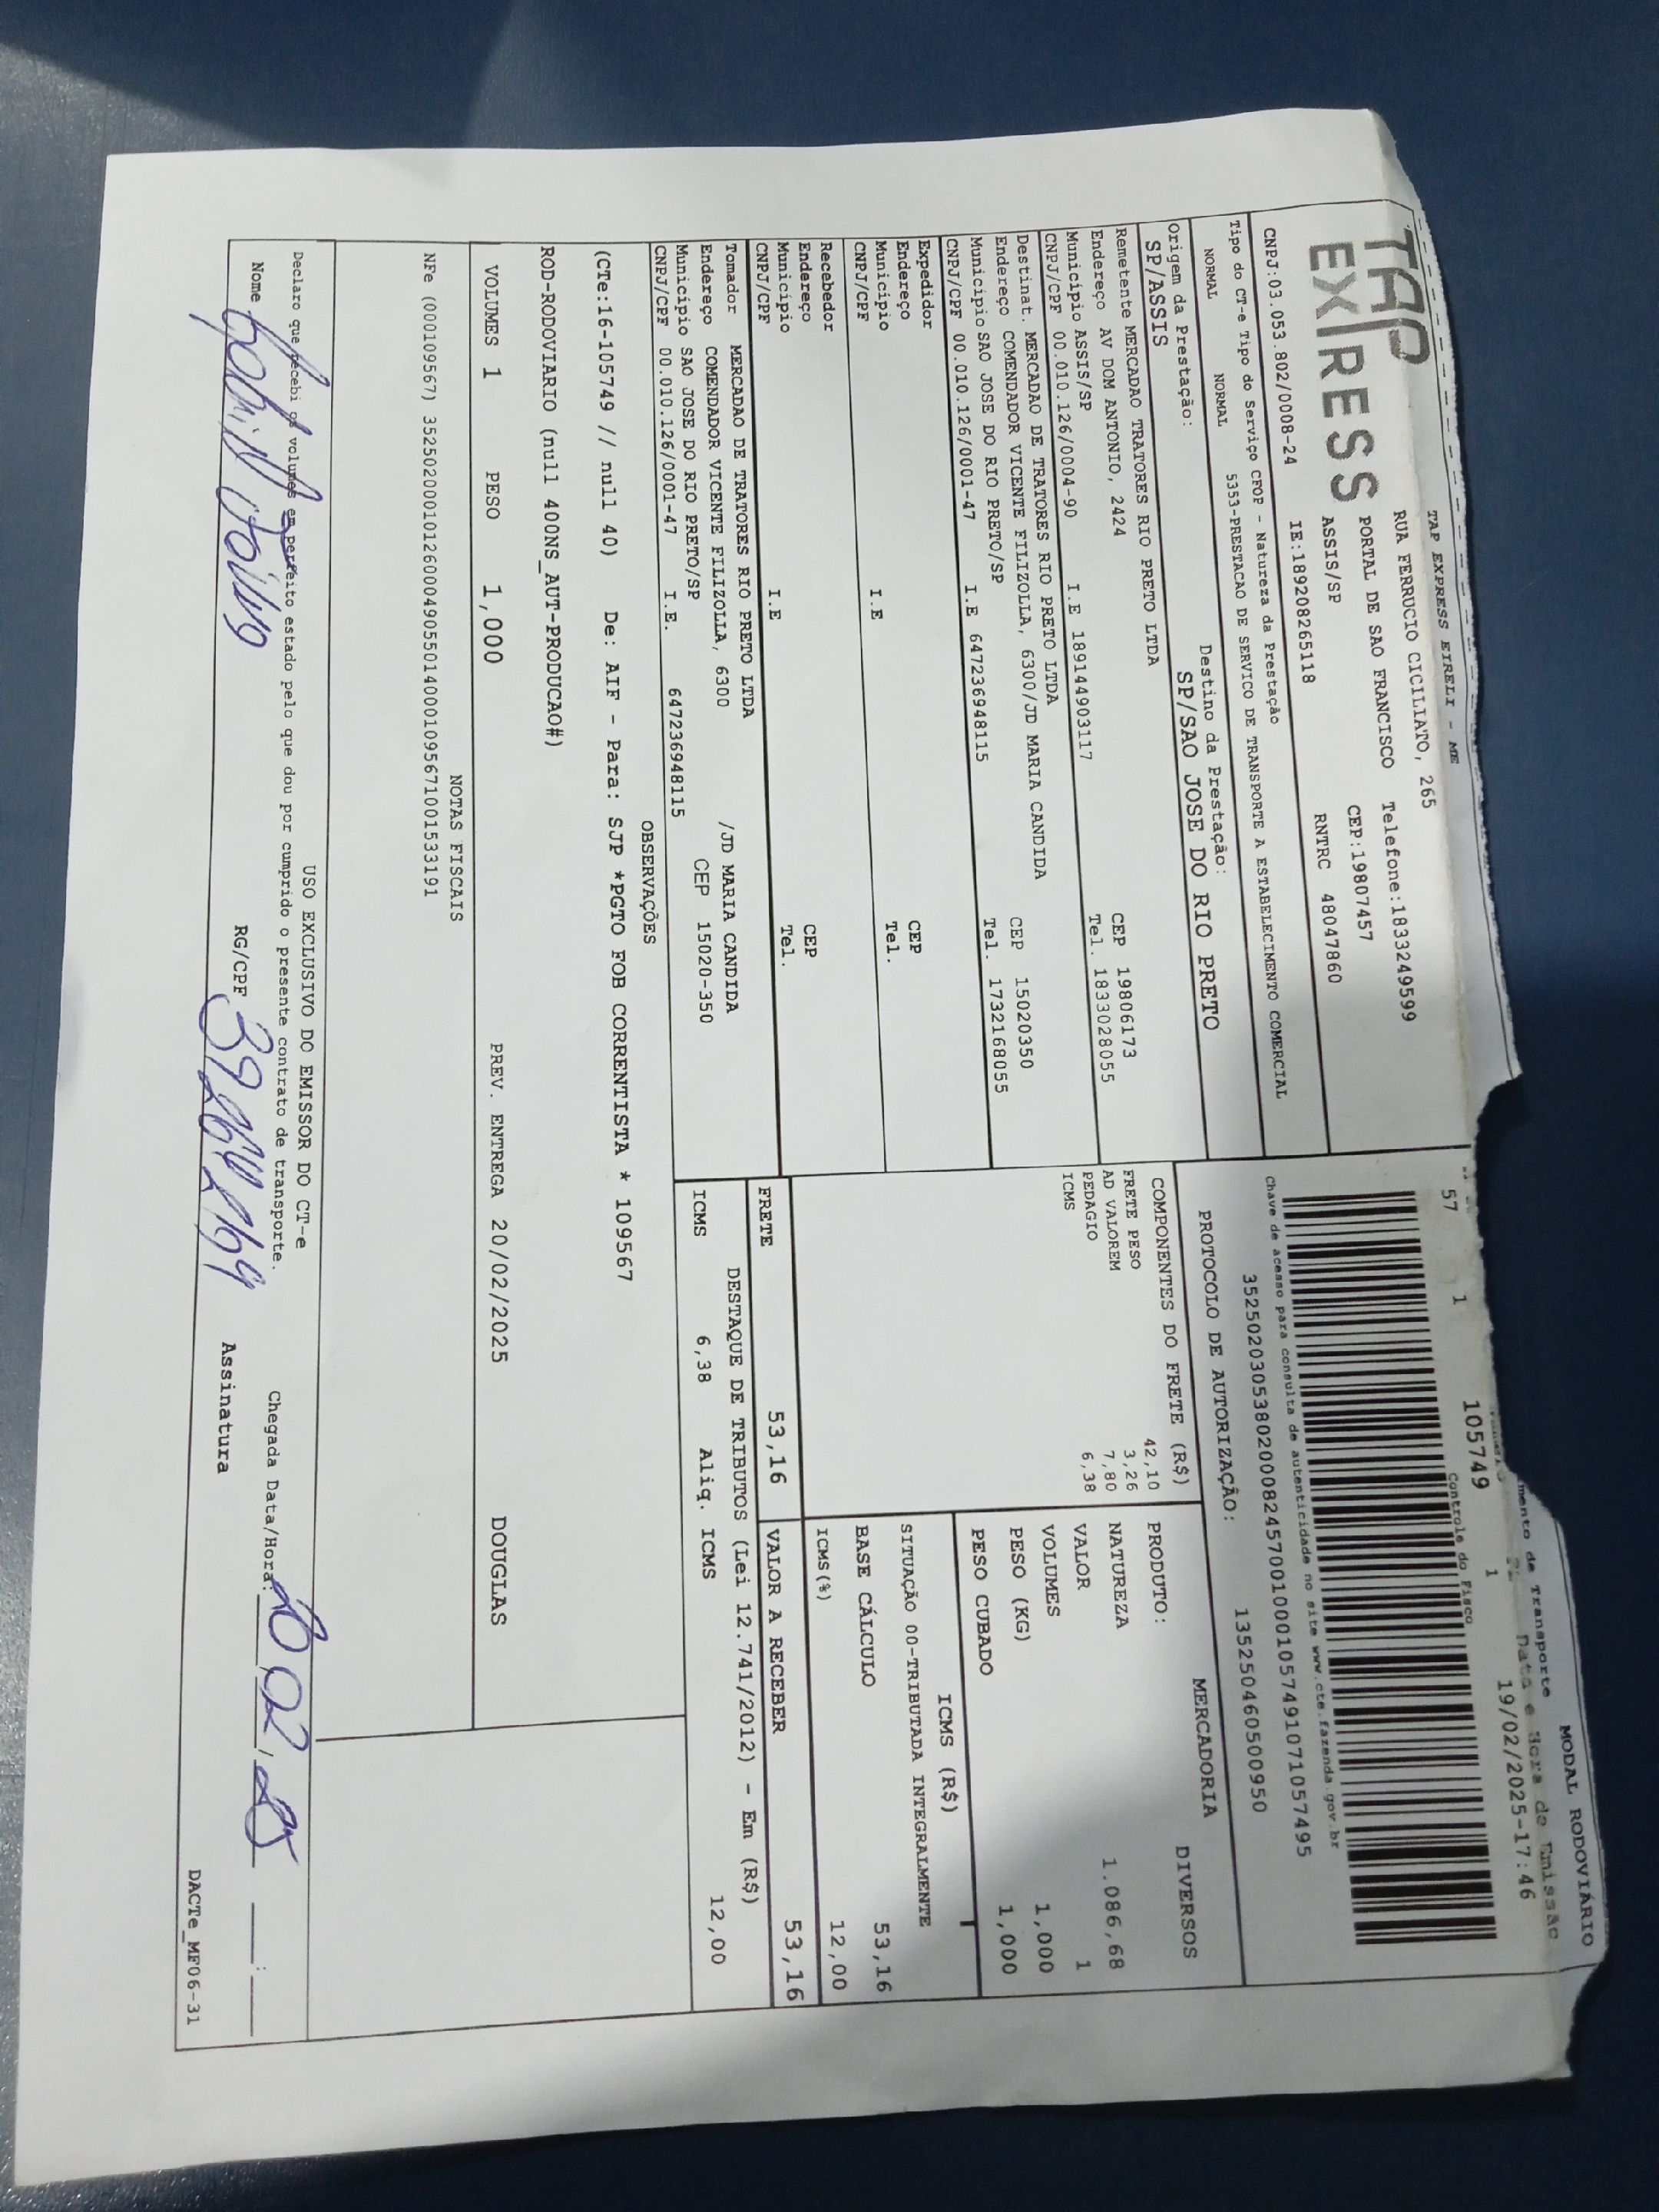 TAP EXPRESS EIRELI - ME
TAP
EXPRESS
RUA FERRUCIO CICILIATO, 265
PORTAL DE SAO FRANCISCO Telefone:1833249599
ASSIS/SP CEP:19807457
CNPJ:03.053.802/0008-24 IE:189208265118 RNTRC 48047860
Tipo do CT-e Tipo do Serviço CFOP - Natureza da Prestação
NORMAL NORMAL 5353-PRESTACAO DE SERVICO DE TRANSPORTE A ESTABELECIMENTO COMERCIAL
Origem da Prestação: Destino da Prestação:
SP/ASSIS SP/SAO JOSE DO RIO PRETO
MODAL RODOVIÁRIO
mento de Transporte
Data e Hora de Emissão
57 1 105749 1 19/02/2025-17:46
Controle do Fisco
Chave de acesso para consulta de autenticidade no site www.cte.fazenda.gov.br
35250203053802000824570010001057491071057495
PROTOCOLO DE AUTORIZAÇÃO: 135250460500950
Remetente MERCADAO TRATORES RIO PRETO LTDA
Endereço AV DOM ANTONIO, 2424 CEP 19806173
Município ASSIS/SP Tel. 1833028055
CNPJ/CPF 00.010.126/0004-90 I.E 189144903117
Destinat. MERCADAO DE TRATORES RIO PRETO LTDA
Endereço COMENDADOR VICENTE FILIZOLLA, 6300/JD MARIA CANDIDA CEP 15020350
Município SAO JOSE DO RIO PRETO/SP Tel. 1732168055
CNPJ/CPF 00.010.126/0001-47 I.E 647236948115
Expedidor
Endereço CEP
Município Tel.
CNPJ/CPF I.E
Recebedor
Endereço CEP
Município Tel.
CNPJ/CPF I.E
Tomador MERCADAO DE TRATORES RIO PRETO LTDA
Endereço COMENDADOR VICENTE FILIZOLLA, 6300 /JD MARIA CANDIDA
Município SAO JOSE DO RIO PRETO/SP CEP 15020-350
CNPJ/CPF 00.010.126/0001-47 I.E. 647236948115
COMPONENTES DO FRETE (R$)
FRETE PESO 42,10
AD VALOREM 3,26
PEDAGIO 7,80
ICMS 6,38
MERCADORIA
PRODUTO: DIVERSOS
NATUREZA
VALOR 1.086,68
VOLUMES 1
PESO (KG) 1,000
PESO CUBADO 1,000
ICMS (R$)
SITUAÇÃO 00-TRIBUTADA INTEGRALMENTE
BASE CÁLCULO 53,16
ICMS(%) 12,00
FRETE 53,16 VALOR A RECEBER 53,16
DESTAQUE DE TRIBUTOS (Lei 12.741/2012) - Em (R$)
ICMS 6,38 Aliq. ICMS 12,00
OBSERVAÇÕES
(CTe:16-105749 // null 40) De: AIF - Para: SJP *PGTO FOB CORRENTISTA * 109567
ROD-RODOVIARIO (null 400NS_AUT-PRODUCAO#)
VOLUMES 1 PESO 1,000 PREV. ENTREGA 20/02/2025 DOUGLAS
NOTAS FISCAIS
NFe (000109567) 35250200010126000490550140001095671001533191
USO EXCLUSIVO DO EMISSOR DO CT-e
Declaro que recebi os volumes em perfeito estado pelo que dou por cumprido o presente contrato de transporte.
Chegada Data/Hora: 20 02 25
Nome RG/CPF Assinatura
DACTe_MF06-31